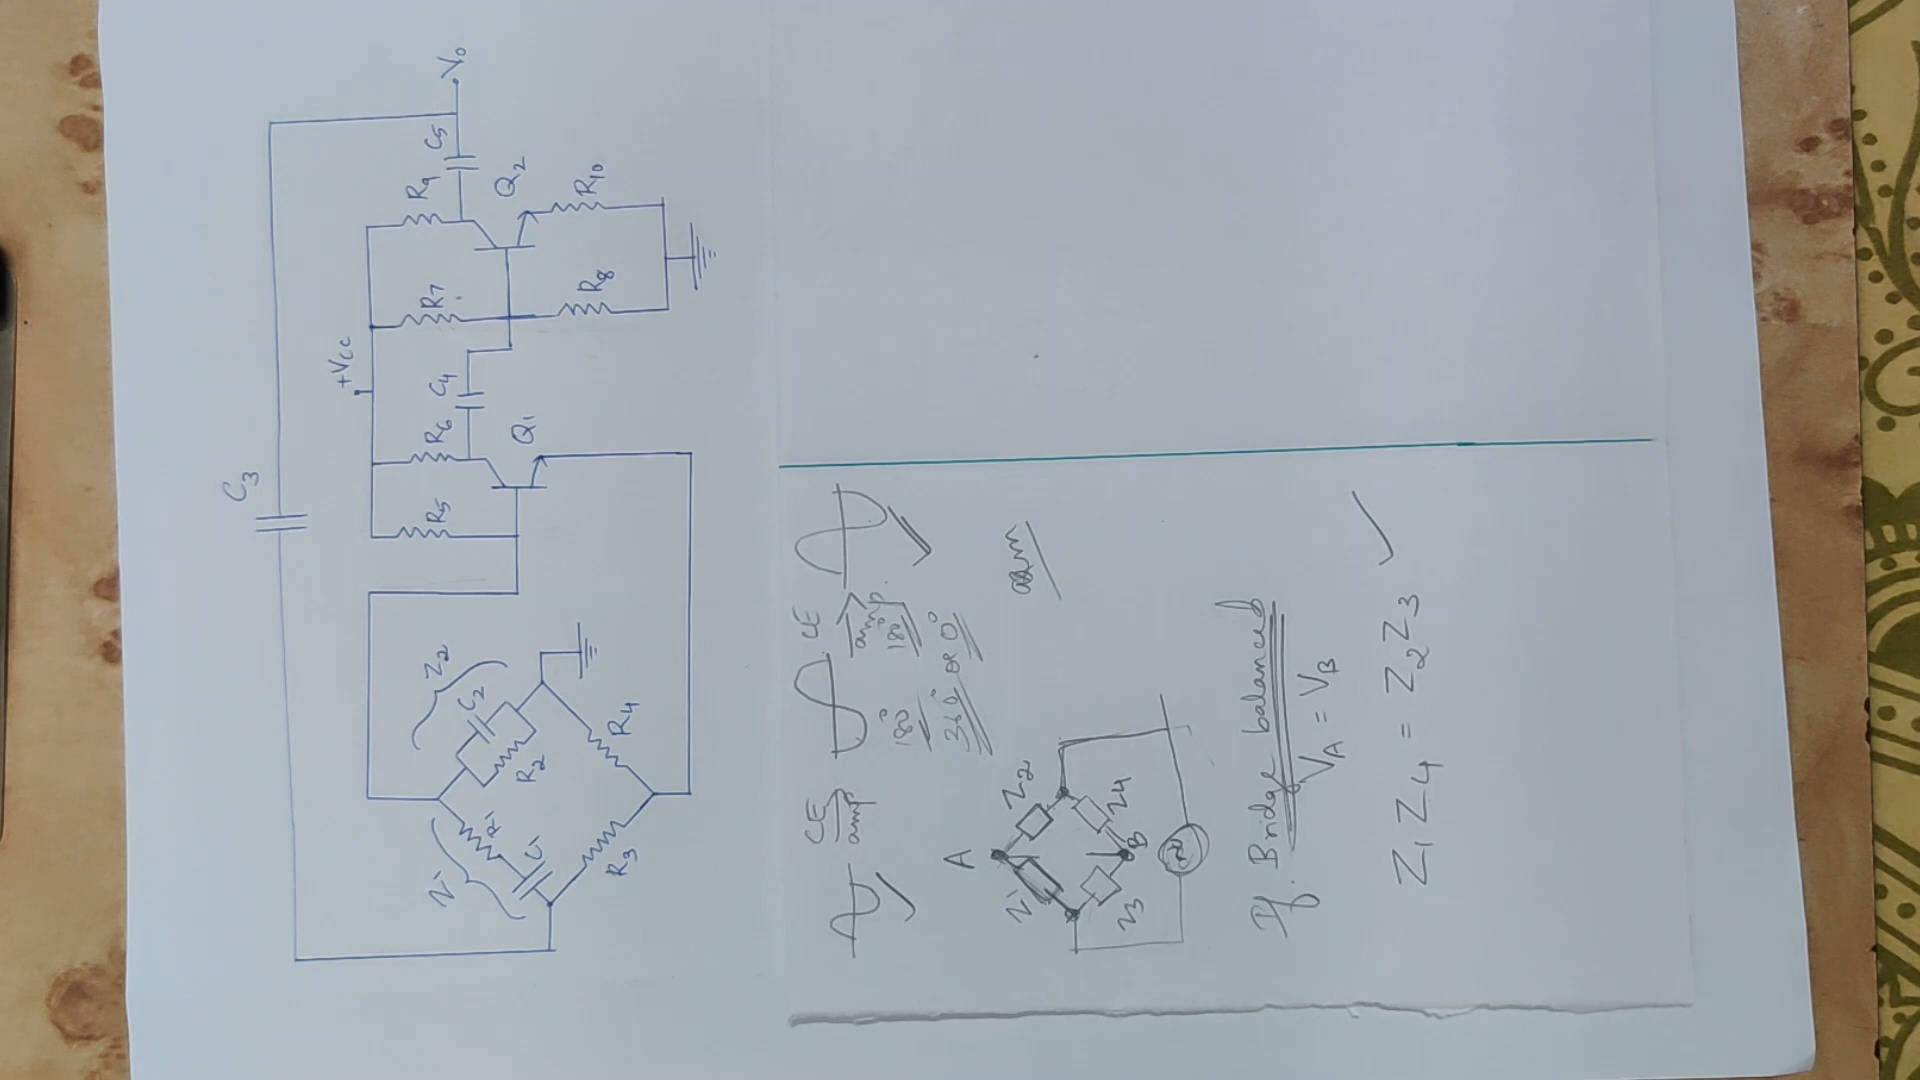 C3
+Vcc
Vo
R5
R6
C4
R7
R9
C5
Q1
Q2
R8
R10
Z1
Z2
R1
C1
C2
R2
R3
R4
CE
amp
180°
CE
amp
180°
360° or 0°
A
Z1
Z2
Z3
Z4
B
If Bridge balanced
VA = VB
Z1Z4 = Z2Z3